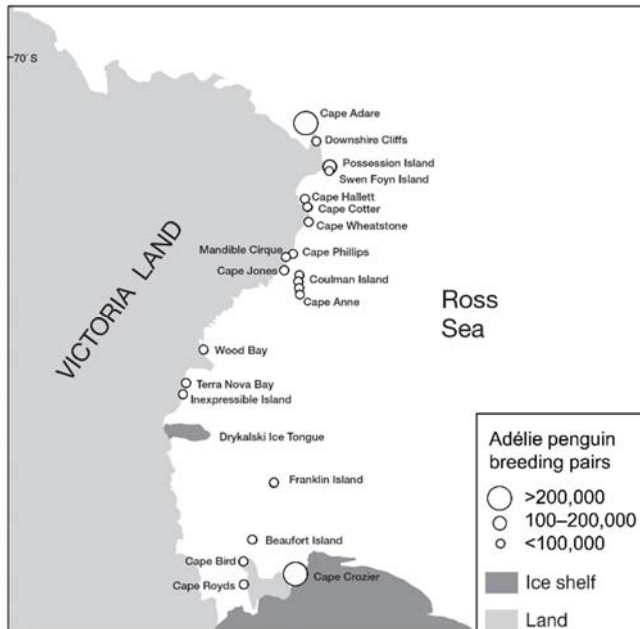 70° S
Cape Adare
Downshire Cliffs
Possession Island
Swen Foyn Island
Cape Hallett
Cape Cotter
Cape Wheatstone
Mandible Cirque
Cape Phillips
Cape Jones
Coulman Island
Cape Anne
VICTORIA LAND
Ross
Sea
Wood Bay
Terra Nova Bay
Inexpressible Island
Drykalski Ice Tongue
Franklin Island
Beaufort Island
Cape Bird
Cape Royds
Cape Crozier
Adélie penguin
breeding pairs
>200,000
100–200,000
<100,000
Ice shelf
Land